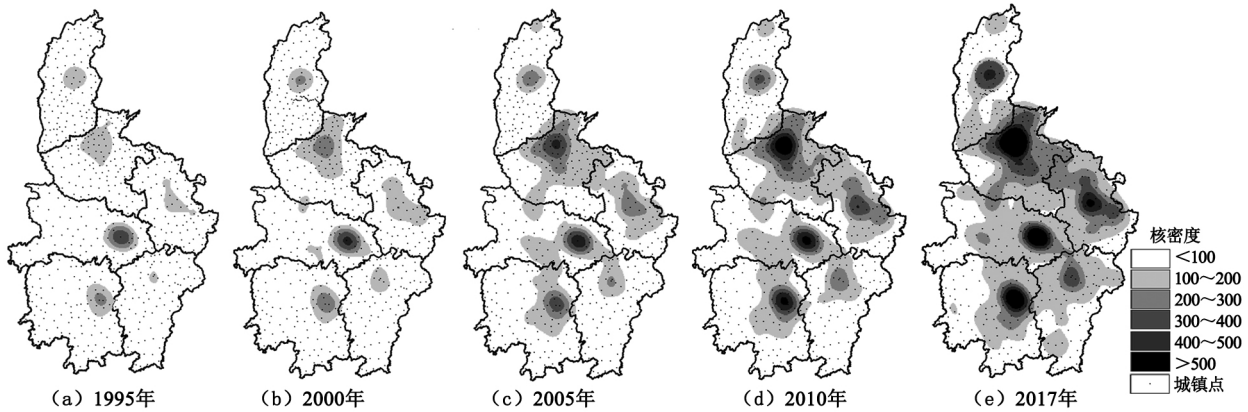 核密度
<100
100～200
200～300
300～400
400～500
>500
城镇点
（a）1995年
（b）2000年
（c）2005年
（d）2010年
（e）2017年